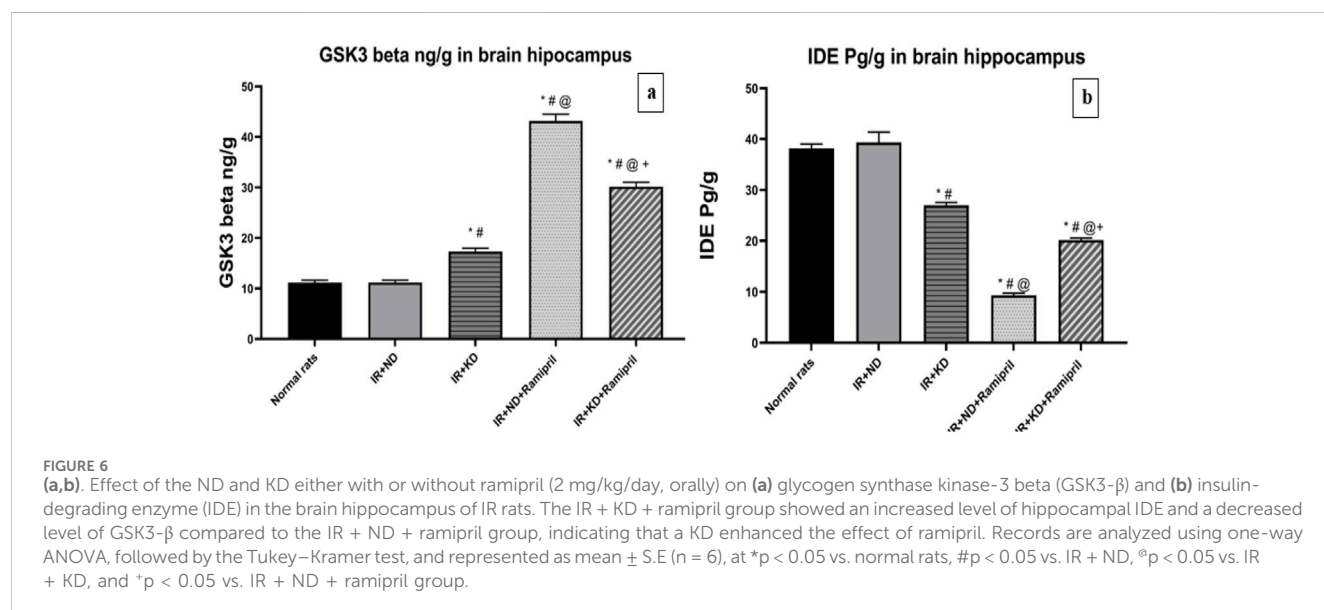 GSK3 beta ng/g in brain hipocampus
a
* # @
* # @ +
* #
GSK3 beta ng/g
50
40
30
20
10
0
Normal rats
IR+ND
IR+KD
IR+ND+Ramipril
IR+KD+Ramipril
IDE Pg/g in brain hippocampus
b
* #
* # @
* # @+
IDE Pg/g
50
40
30
20
10
0
Normal rats
IR+ND
IR+KD
IR+ND+Ramipril
IR+KD+Ramipril
FIGURE 6
(a,b). Effect of the ND and KD either with or without ramipril (2 mg/kg/day, orally) on (a) glycogen synthase kinase-3 beta (GSK3-β) and (b) insulin-
degrading enzyme (IDE) in the brain hippocampus of IR rats. The IR + KD + ramipril group showed an increased level of hippocampal IDE and a decreased
level of GSK3-β compared to the IR + ND + ramipril group, indicating that a KD enhanced the effect of ramipril. Records are analyzed using one-way
ANOVA, followed by the Tukey–Kramer test, and represented as mean ± S.E (n = 6), at *p < 0.05 vs. normal rats, #p < 0.05 vs. IR + ND, @p < 0.05 vs. IR
+ KD, and +p < 0.05 vs. IR + ND + ramipril group.